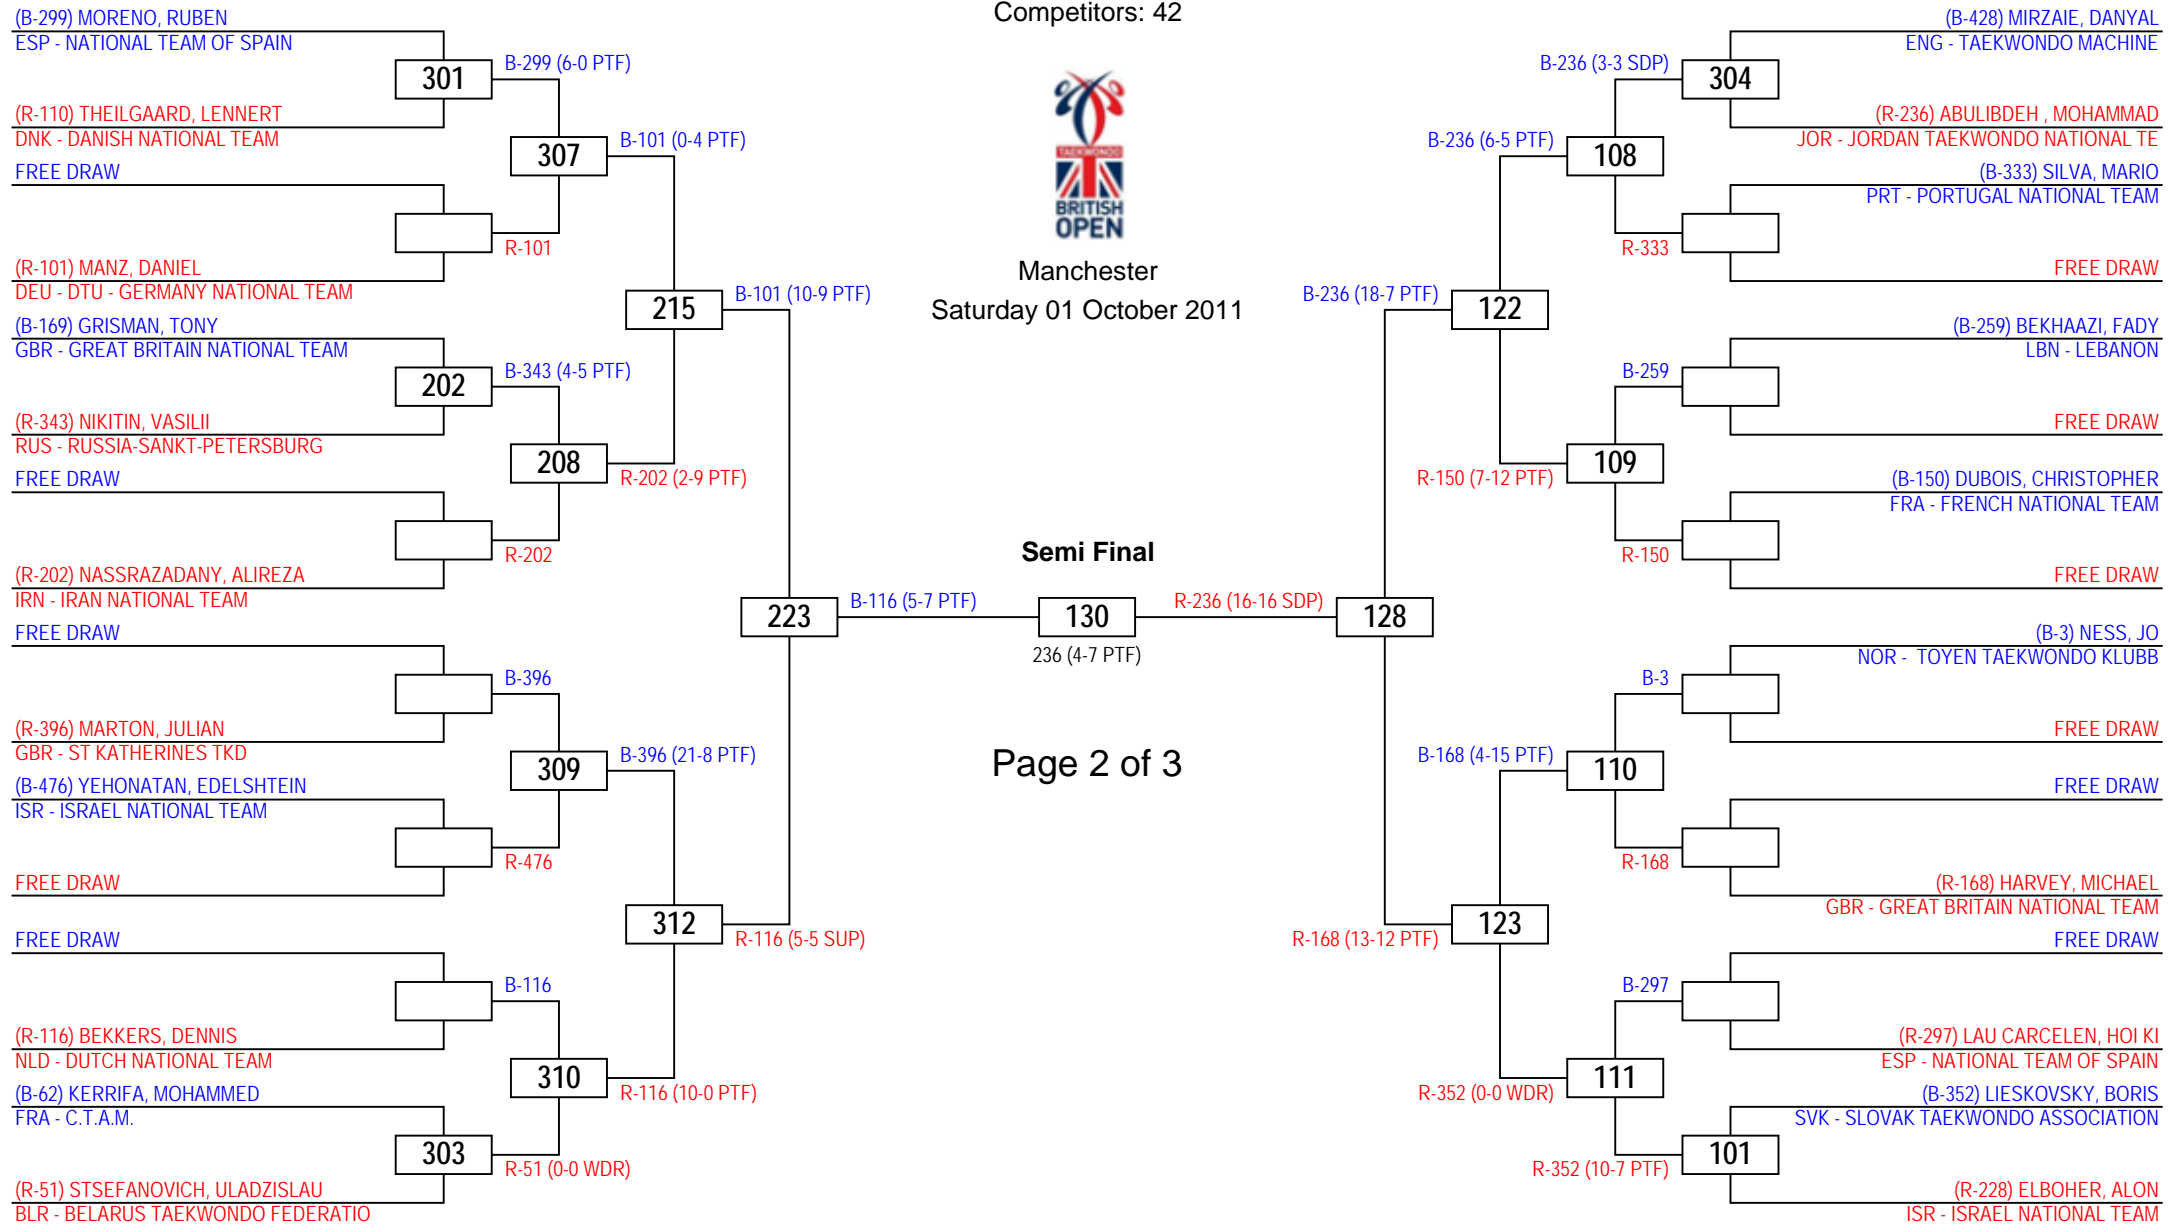 Competitors: 42
TAEKWONDO
BRITISH
OPEN
Manchester
Saturday 01 October 2011
(B-299) MORENO, RUBEN
ESP - NATIONAL TEAM OF SPAIN
301
B-299 (6-0 PTF)
(R-110) THEILGAARD, LENNERT
DNK - DANISH NATIONAL TEAM
307
B-101 (0-4 PTF)
FREE DRAW
R-101
(R-101) MANZ, DANIEL
DEU - DTU - GERMANY NATIONAL TEAM
215
B-101 (10-9 PTF)
(B-169) GRISMAN, TONY
GBR - GREAT BRITAIN NATIONAL TEAM
202
B-343 (4-5 PTF)
(R-343) NIKITIN, VASILII
RUS - RUSSIA-SANKT-PETERSBURG
208
R-202 (2-9 PTF)
FREE DRAW
R-202
(R-202) NASSRAZADANY, ALIREZA
IRN - IRAN NATIONAL TEAM
223
B-116 (5-7 PTF)
FREE DRAW
B-396
(R-396) MARTON, JULIAN
GBR - ST KATHERINES TKD
309
B-396 (21-8 PTF)
(B-476) YEHONATAN, EDELSHTEIN
ISR - ISRAEL NATIONAL TEAM
R-476
FREE DRAW
312
R-116 (5-5 SUP)
FREE DRAW
B-116
(R-116) BEKKERS, DENNIS
NLD - DUTCH NATIONAL TEAM
310
R-116 (10-0 PTF)
(B-62) KERRIFA, MOHAMMED
FRA - C.T.A.M.
303
R-51 (0-0 WDR)
(R-51) STSEFANOVICH, ULADZISLAU
BLR - BELARUS TAEKWONDO FEDERATIO
Semi Final
130
236 (4-7 PTF)
Page 2 of 3
(B-428) MIRZAIE, DANYAL
ENG - TAEKWONDO MACHINE
B-236 (3-3 SDP)
304
(R-236) ABULIBDEH , MOHAMMAD
JOR - JORDAN TAEKWONDO NATIONAL TE
B-236 (6-5 PTF)
108
(B-333) SILVA, MARIO
PRT - PORTUGAL NATIONAL TEAM
R-333
FREE DRAW
B-236 (18-7 PTF)
122
(B-259) BEKHAAZI, FADY
LBN - LEBANON
B-259
FREE DRAW
R-150 (7-12 PTF)
109
(B-150) DUBOIS, CHRISTOPHER
FRA - FRENCH NATIONAL TEAM
R-150
FREE DRAW
R-236 (16-16 SDP)
128
(B-3) NESS, JO
NOR - TOYEN TAEKWONDO KLUBB
B-3
FREE DRAW
B-168 (4-15 PTF)
110
FREE DRAW
R-168
(R-168) HARVEY, MICHAEL
GBR - GREAT BRITAIN NATIONAL TEAM
R-168 (13-12 PTF)
123
FREE DRAW
B-297
(R-297) LAU CARCELEN, HOI KI
ESP - NATIONAL TEAM OF SPAIN
R-352 (0-0 WDR)
111
(B-352) LIESKOVSKY, BORIS
SVK - SLOVAK TAEKWONDO ASSOCIATION
R-352 (10-7 PTF)
101
(R-228) ELBOHER, ALON
ISR - ISRAEL NATIONAL TEAM